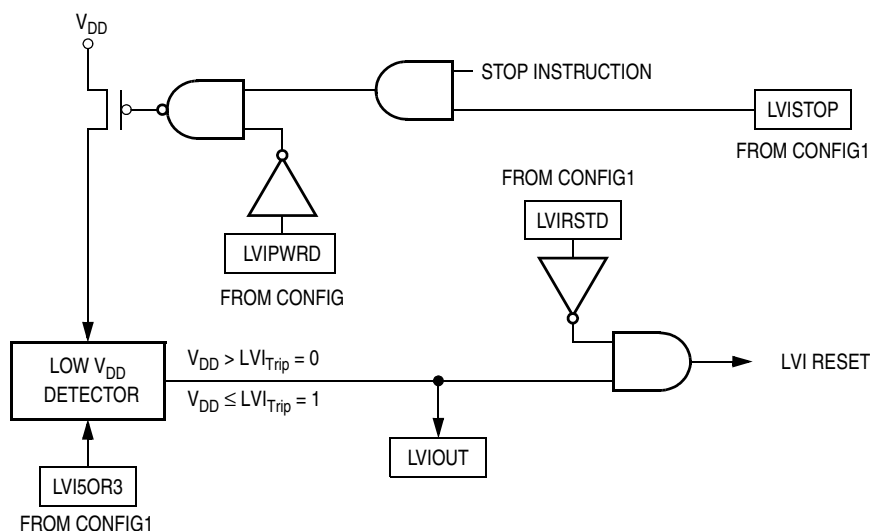 V_DD
STOP INSTRUCTION
LVISTOP
FROM CONFIG1
FROM CONFIG1
LVIRSTD
LVIPWRD
FROM CONFIG
LOW V_DD
DETECTOR
V_DD > LVI_Trip = 0
V_DD ≤ LVI_Trip = 1
LVI RESET
LVIOUT
LVI5OR3
FROM CONFIG1